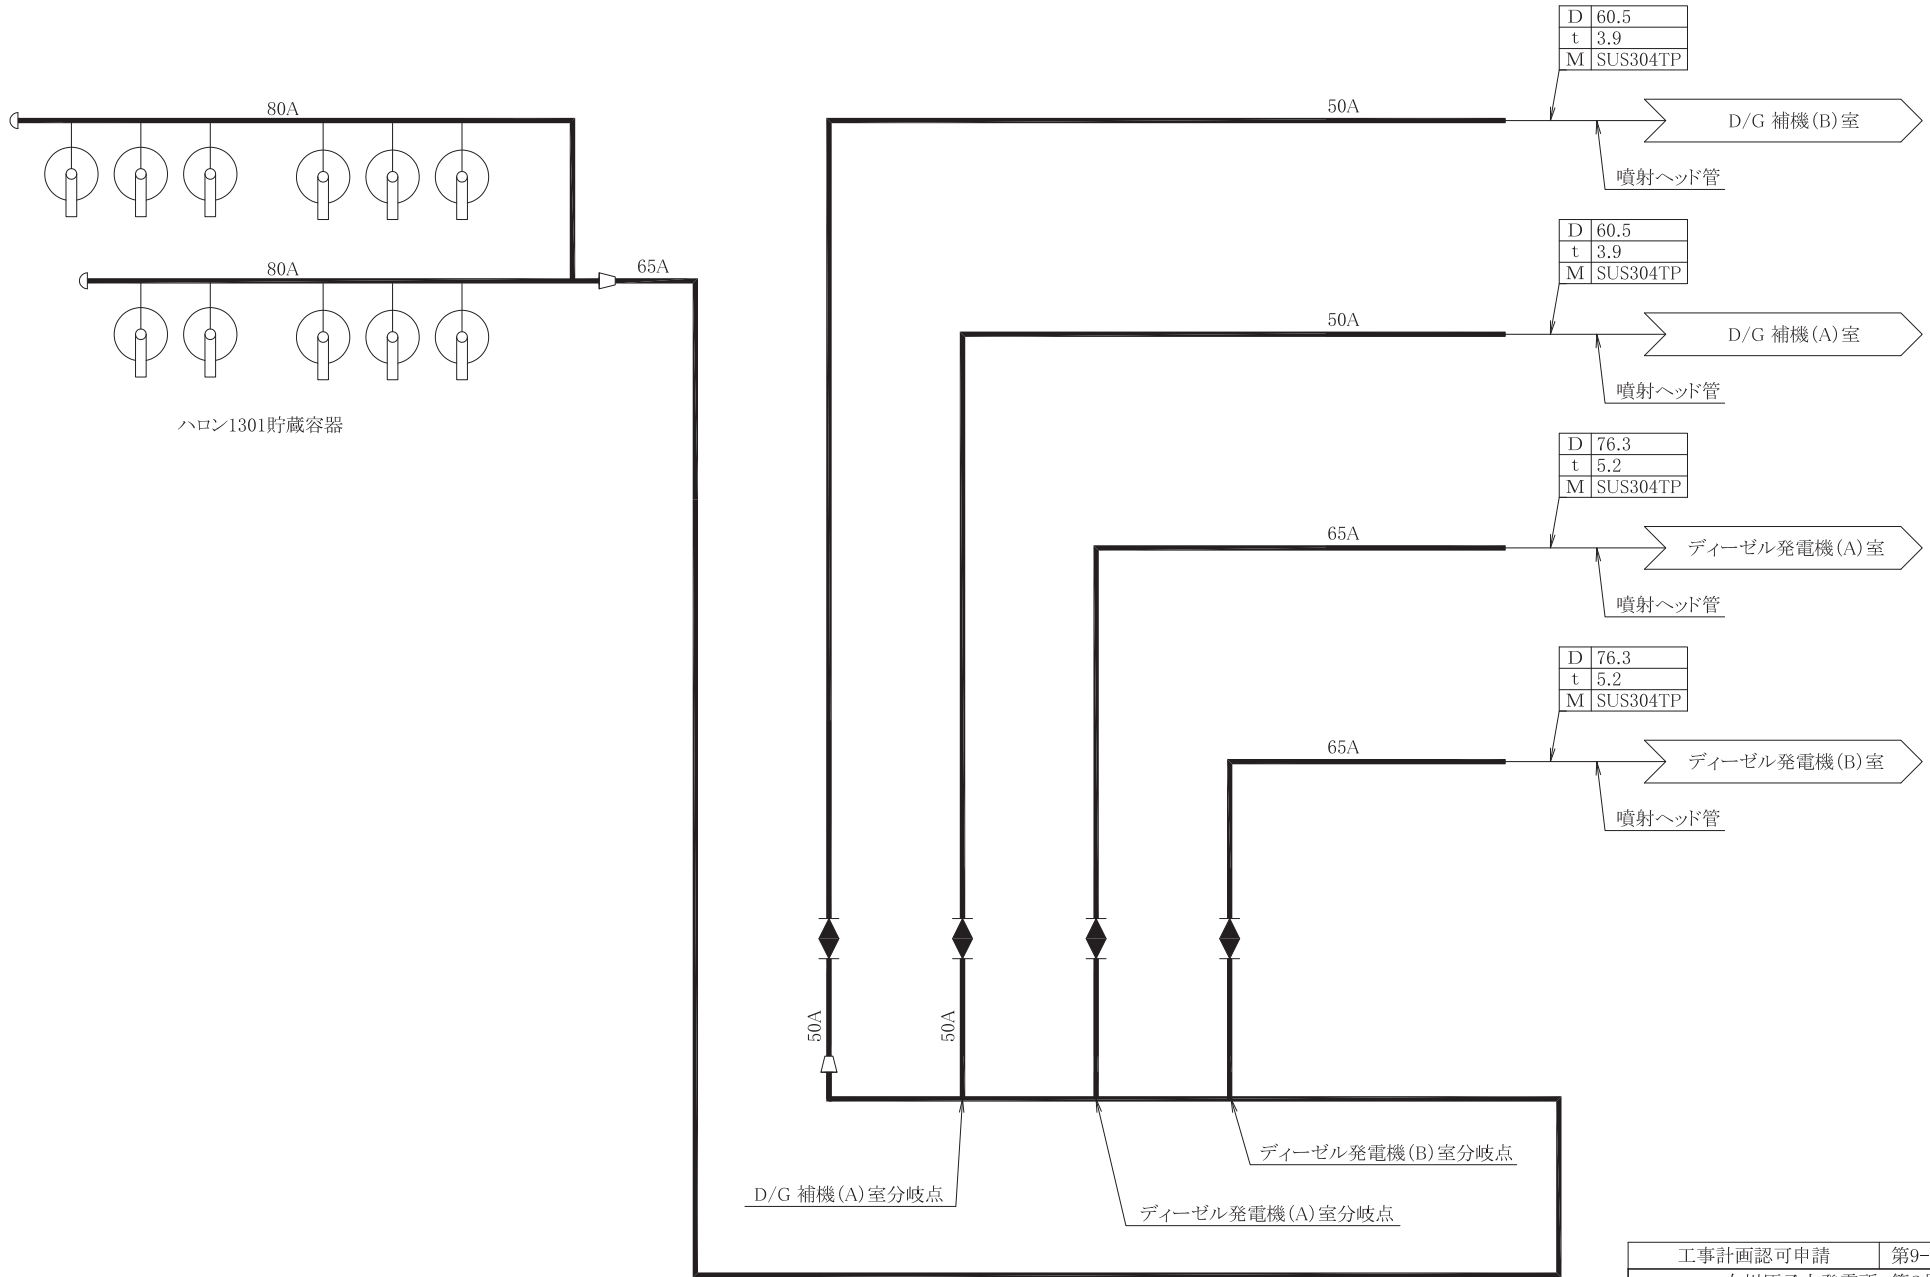 D 60.5
t 3.9
M SUS304TP
80A
50A
D/G 補機(B)室
噴射ヘッド管
D 60.5
t 3.9
M SUS304TP
80A
65A
50A
D/G 補機(A)室
噴射ヘッド管
ハロン1301貯蔵容器
D 76.3
t 5.2
M SUS304TP
65A
ディーゼル発電機(A)室
噴射ヘッド管
D 76.3
t 5.2
M SUS304TP
65A
ディーゼル発電機(B)室
噴射ヘッド管
50A
50A
ディーゼル発電機(B)室分岐点
D/G 補機(A)室分岐点
ディーゼル発電機(A)室分岐点
工事計画認可申請 第9-